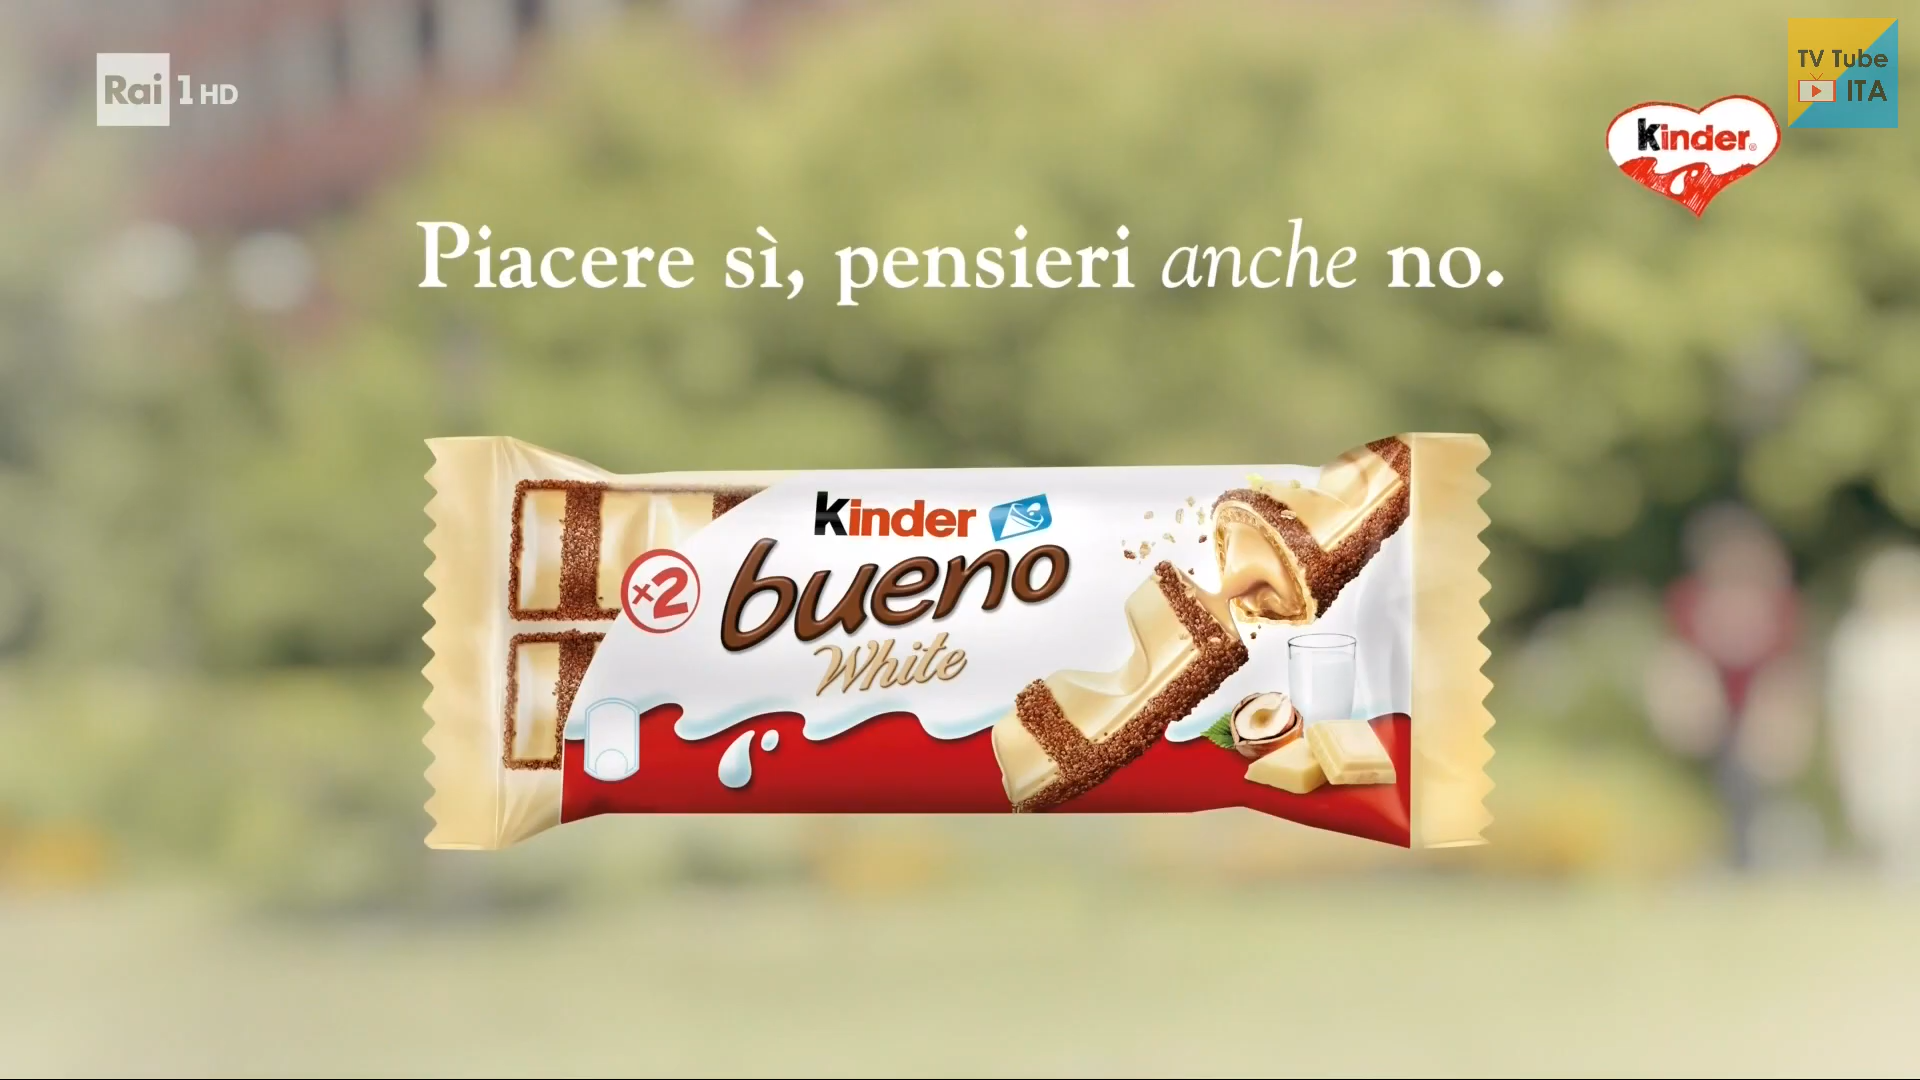 Rai 1 HD
TV Tube
ITA
kinder
Piacere sì, pensieri anche no.
kinder
bueno
White
×2